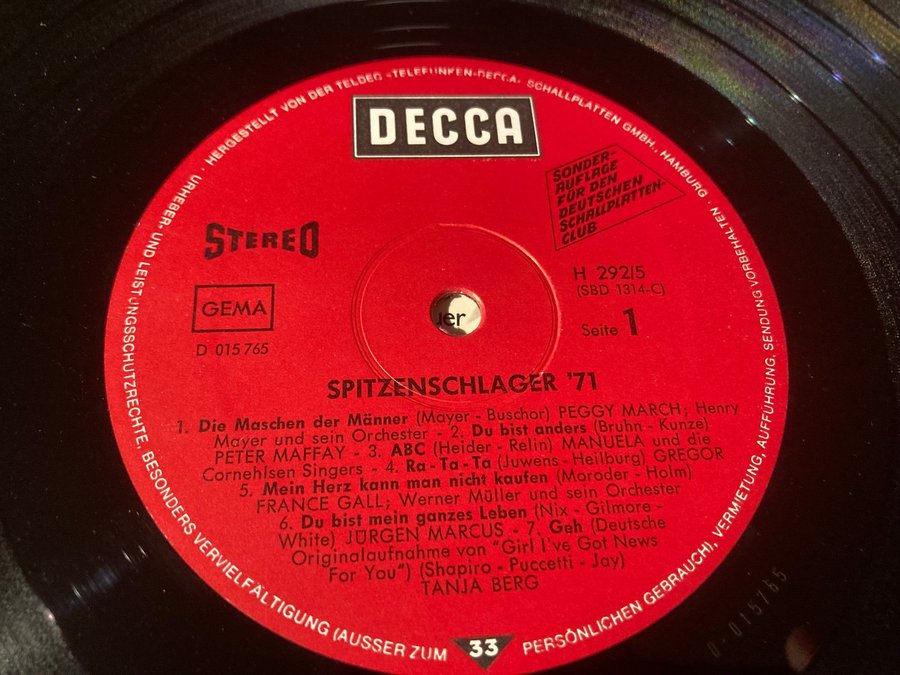 · HERGESTELLT VON DER TELDEC »TELEFUNKEN-DECCA« SCHALLPLATTEN GMBH., HAMBURG · URHEBER- UND LEISTUNGSSCHUTZRECHTE, BESONDERS VERVIELFÄLTIGUNG (AUSSER ZUM PERSÖNLICHEN GEBRAUCH), VERMIETUNG, AUFFÜHRUNG, SENDUNG VORBEHALTEN ·
DECCA
SONDER-
AUFLAGE
FÜR DEN
DEUTSCHEN
SCHALLPLATTEN-
CLUB
STEREO
GEMA
D 015 765
H 292/5
(SBD 1314-C)
Seite 1
uer
SPITZENSCHLAGER '71
1. Die Maschen der Männer (Mayer - Buschor) PEGGY MARCH; Henry
Mayer und sein Orchester - 2. Du bist anders (Bruhn - Kunze)
PETER MAFFAY - 3. ABC (Heider - Relin) MANUELA und die
Cornehlsen Singers - 4. Ra-Ta-Ta (Juwens - Heilburg) GREGOR
5. Mein Herz kann man nicht kaufen (Moroder - Holm)
FRANCE GALL; Werner Müller und sein Orchester
6. Du bist mein ganzes Leben (Nix - Gilmore -
White) JÜRGEN MARCUS - 7. Geh (Deutsche
Originalaufnahme von "Girl I've Got News
For You") (Shapiro - Puccetti - Jay)
TANJA BERG
33
D-015765